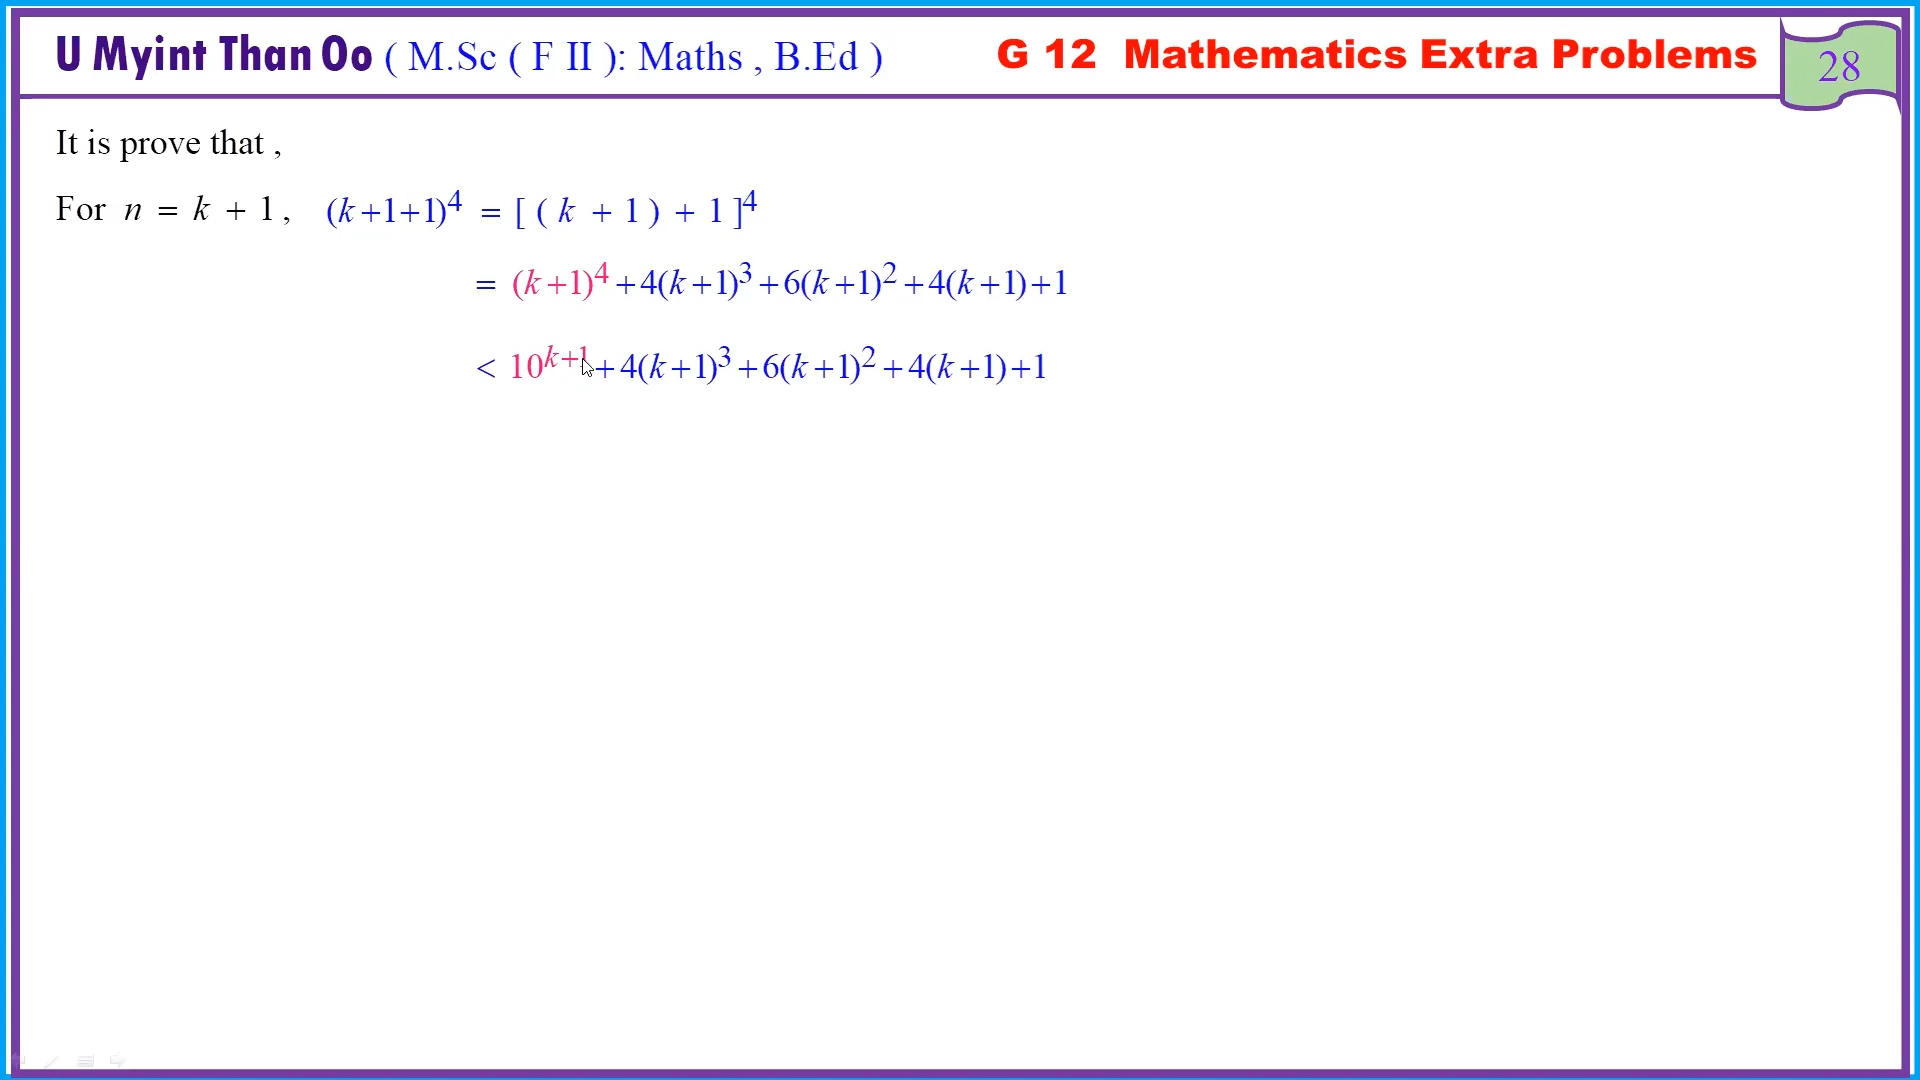 U Myint Than Oo ( M.Sc ( F II ): Maths , B.Ed ) G 12 Mathematics Extra Problems 28
It is prove that ,
For n = k + 1 , (k+1+1)⁴ = [ ( k + 1 ) + 1 ]⁴
= (k+1)⁴ + 4(k+1)³ + 6(k+1)² + 4(k+1) + 1
< 10ᵏ⁺¹ + 4(k+1)³ + 6(k+1)² + 4(k+1) + 1